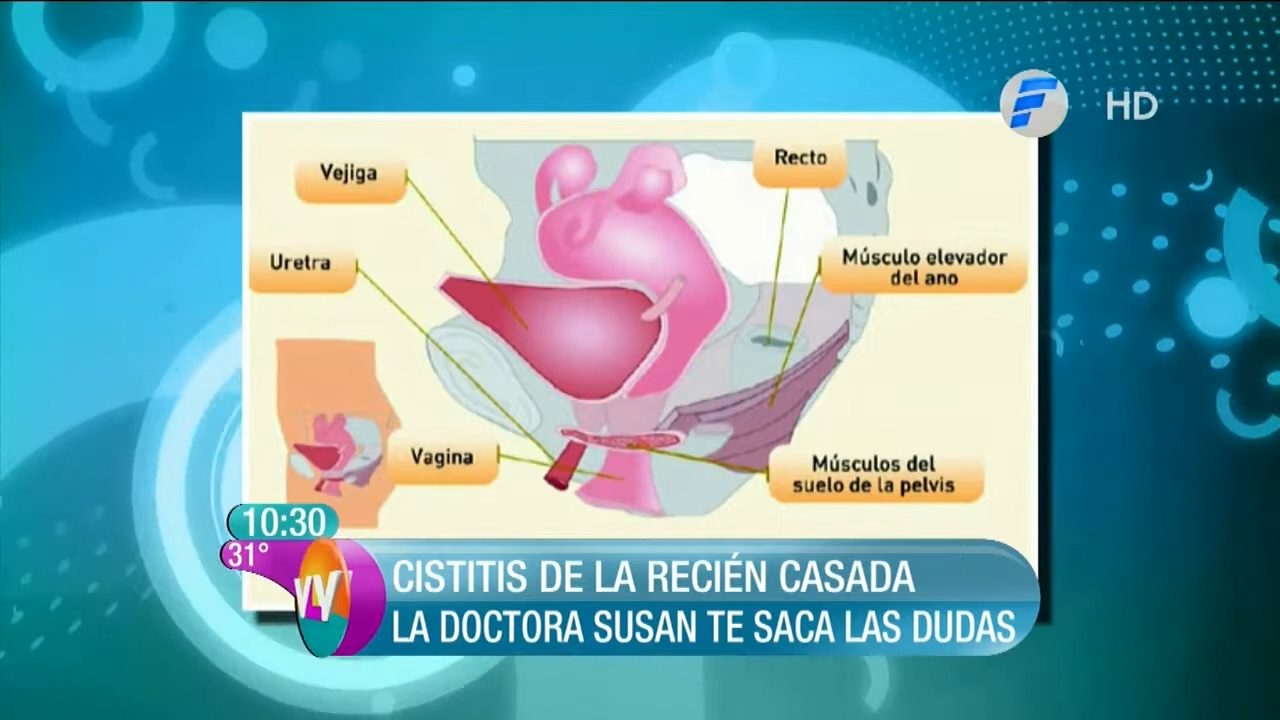 HD
Vejiga
Recto
Uretra
Músculo elevador
del ano
Vagina
Músculos del
suelo de la pelvis
10:30
31°
VV
CISTITIS DE LA RECIÉN CASADA
LA DOCTORA SUSAN TE SACA LAS DUDAS